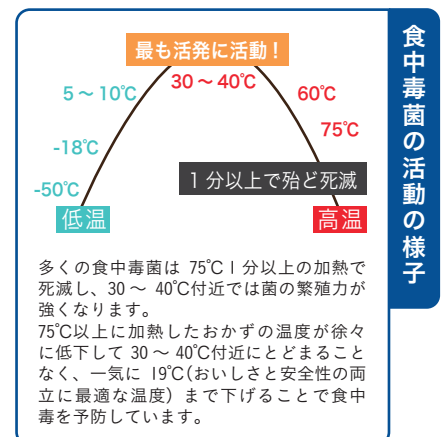 食中毒菌の活動の様子
最も活発に活動！
30～40℃
5～10℃
60℃
-18℃
75℃
-50℃
1分以上で殆ど死滅
低温
高温
多くの食中毒菌は 75℃1分以上の加熱で
死滅し、30 ～ 40℃付近では菌の繁殖力が
強くなります。
75℃以上に加熱したおかずの温度が徐々
に低下して 30 ～ 40℃付近にとどまること
なく、一気に 19℃(おいしさと安全性の両
立に最適な温度) まで下げることで食中
毒を予防しています。